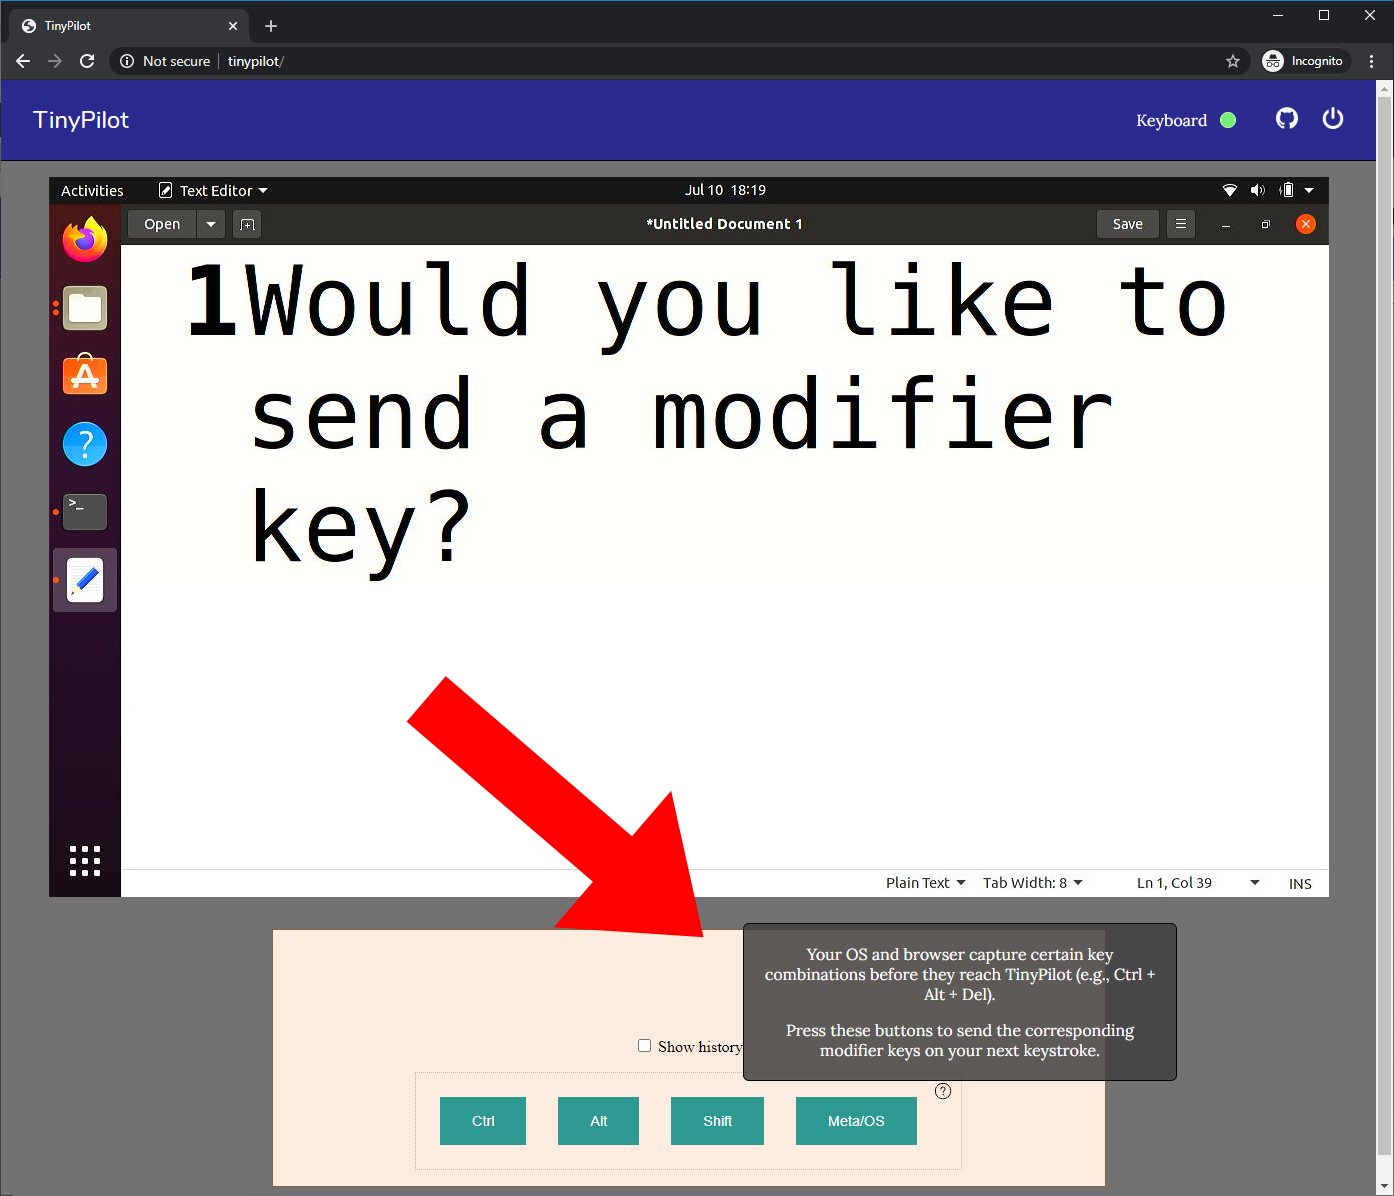 TinyPilot
Not secure tinypilot/
Incognito
TinyPilot
Keyboard
Activities Text Editor Jul 10 18:19
Open *Untitled Document 1 Save
1Would you like to
send a modifier
key?
Plain Text Tab Width: 8 Ln 1, Col 39 INS
Your OS and browser capture certain key
combinations before they reach TinyPilot (e.g., Ctrl +
Alt + Del).
Press these buttons to send the corresponding
modifier keys on your next keystroke.
Show history
?
Ctrl Alt Shift Meta/OS